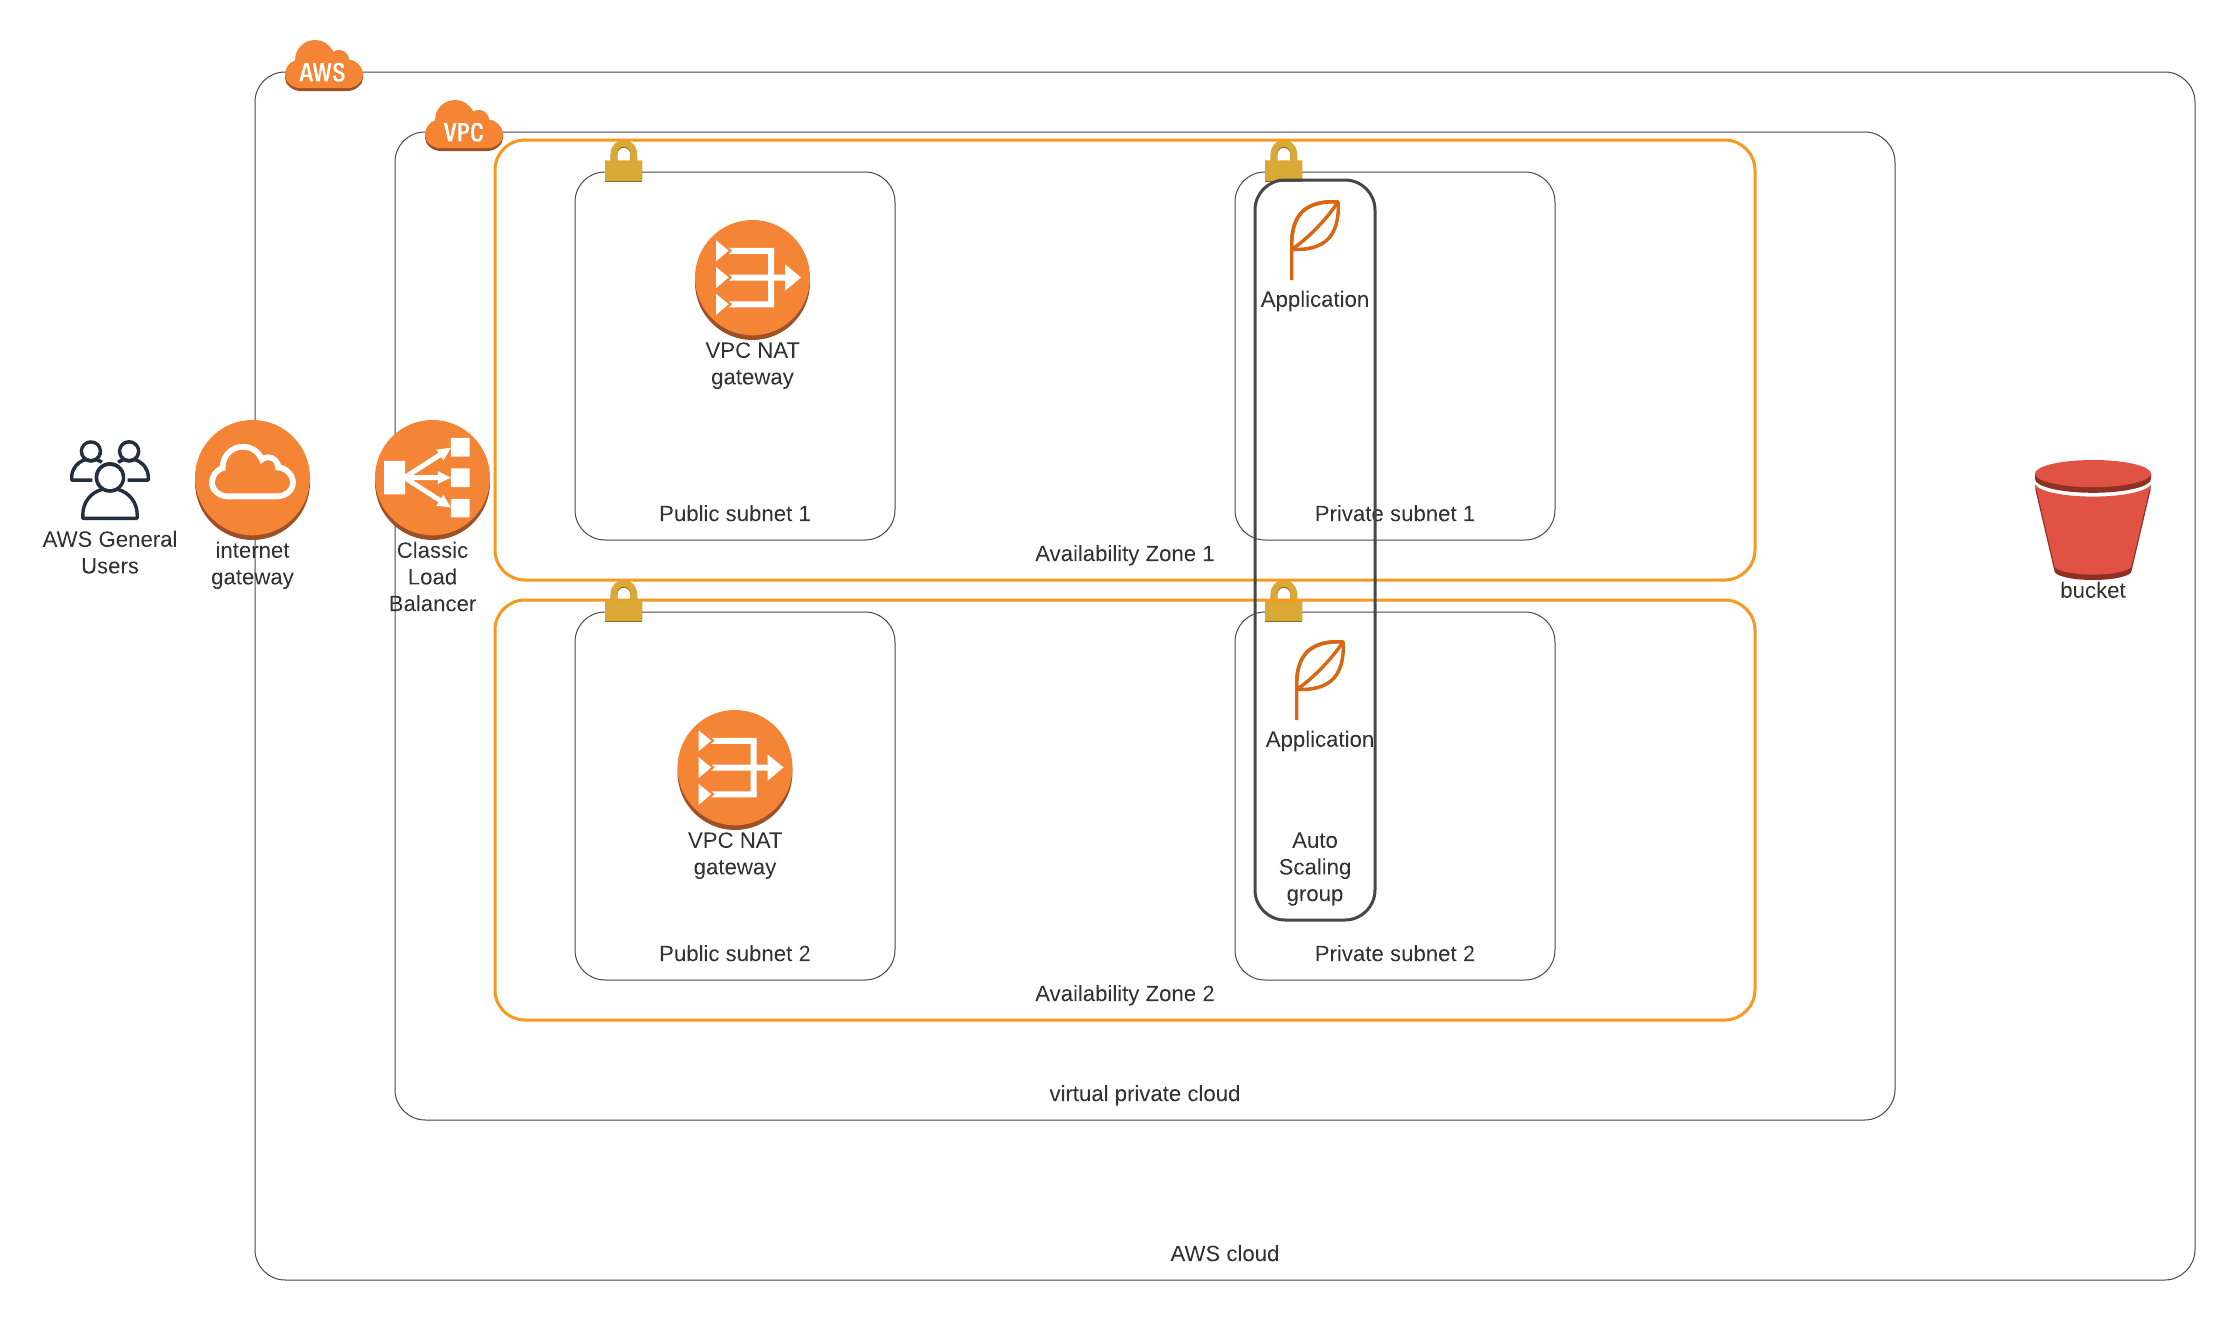 AWS
VPC
VPC NAT
gateway
Public subnet 1
Application
Private subnet 1
Availability Zone 1
AWS General
Users
internet
gateway
Classic
Load
Balancer
bucket
VPC NAT
gateway
Public subnet 2
Application
Auto
Scaling
group
Private subnet 2
Availability Zone 2
virtual private cloud
AWS cloud